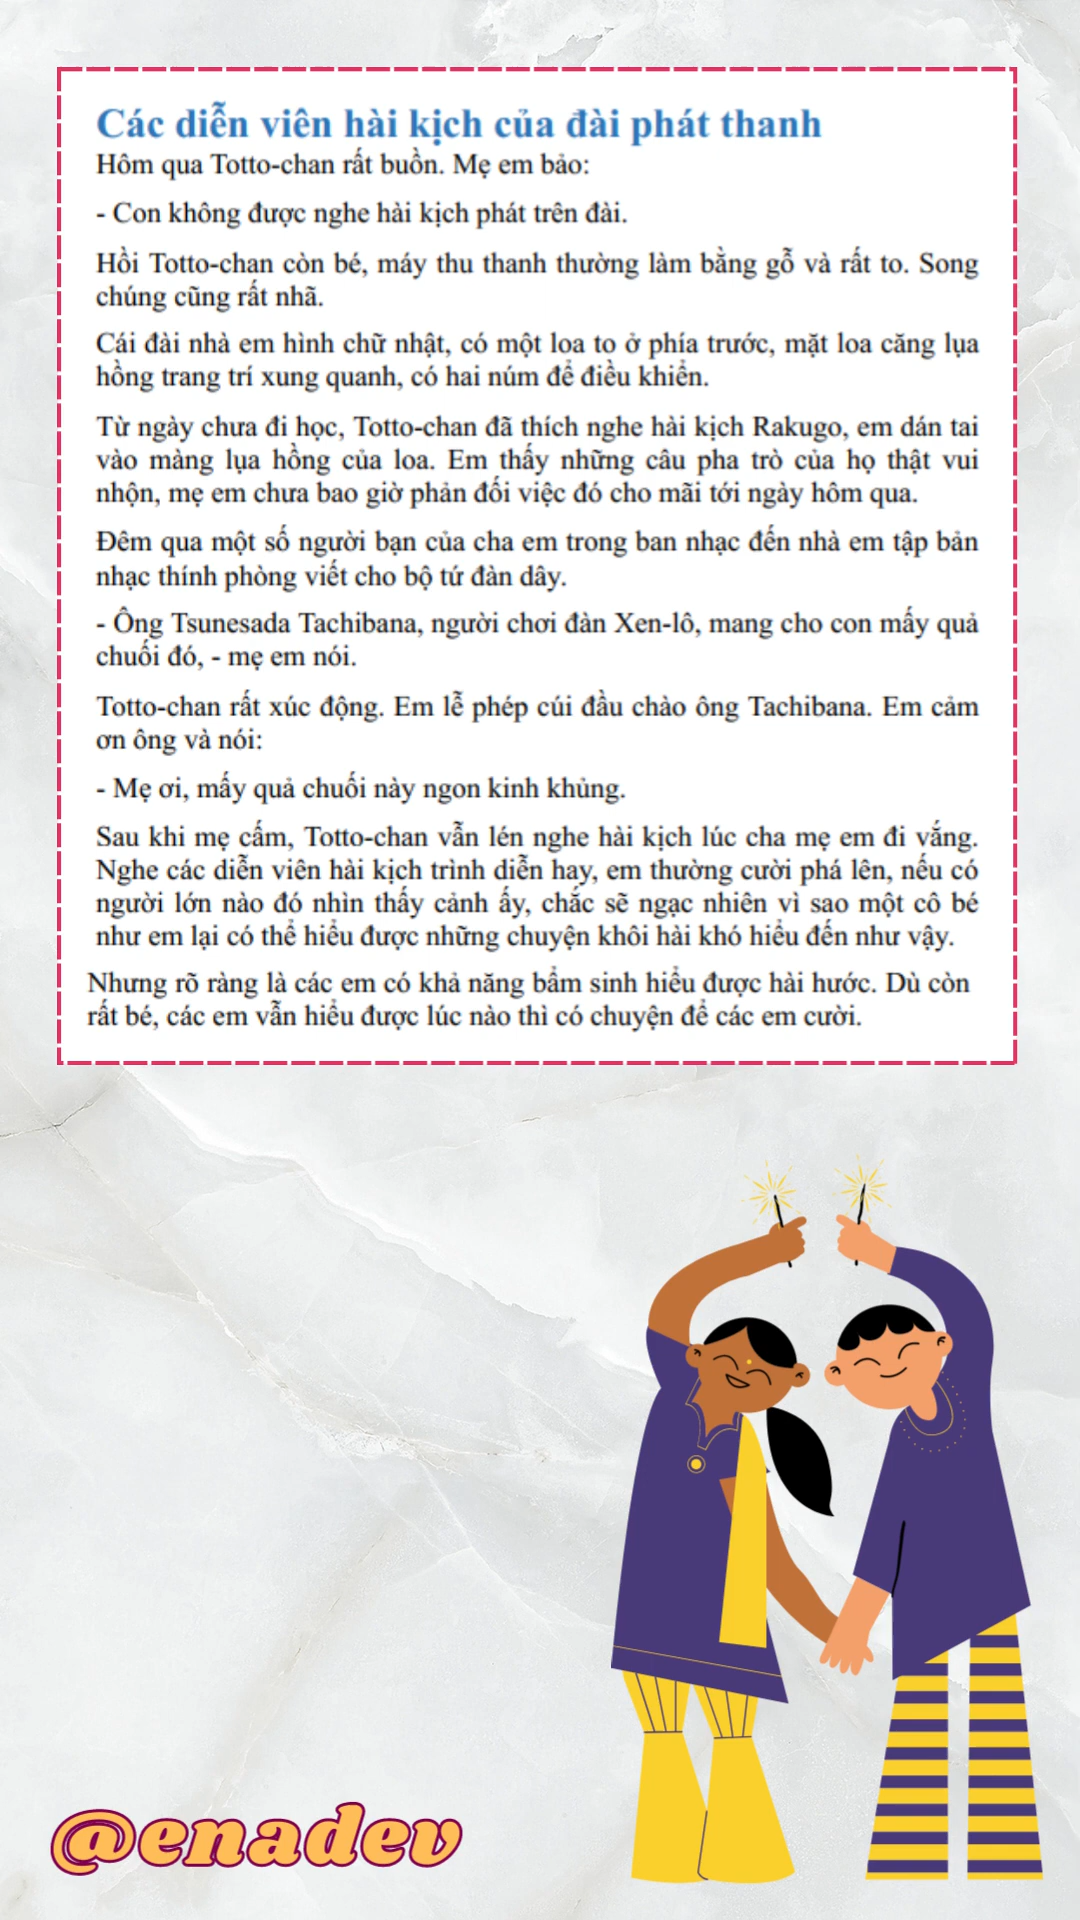 Các diễn viên hài kịch của đài phát thanh
Hôm qua Totto-chan rất buồn. Mẹ em bảo:
- Con không được nghe hài kịch phát trên đài.
Hồi Totto-chan còn bé, máy thu thanh thường làm bằng gỗ và rất to. Song
chúng cũng rất nhã.
Cái đài nhà em hình chữ nhật, có một loa to ở phía trước, mặt loa căng lụa
hồng trang trí xung quanh, có hai núm để điều khiển.
Từ ngày chưa đi học, Totto-chan đã thích nghe hài kịch Rakugo, em dán tai
vào màng lụa hồng của loa. Em thấy những câu pha trò của họ thật vui
nhộn, mẹ em chưa bao giờ phản đối việc đó cho mãi tới ngày hôm qua.
Đêm qua một số người bạn của cha em trong ban nhạc đến nhà em tập bản
nhạc thính phòng viết cho bộ tứ đàn dây.
- Ông Tsunesada Tachibana, người chơi đàn Xen-lô, mang cho con mấy quả
chuối đó, - mẹ em nói.
Totto-chan rất xúc động. Em lễ phép cúi đầu chào ông Tachibana. Em cảm
ơn ông và nói:
- Mẹ ơi, mấy quả chuối này ngon kinh khủng.
Sau khi mẹ cấm, Totto-chan vẫn lén nghe hài kịch lúc cha mẹ em đi vắng.
Nghe các diễn viên hài kịch trình diễn hay, em thường cười phá lên, nếu có
người lớn nào đó nhìn thấy cảnh ấy, chắc sẽ ngạc nhiên vì sao một cô bé
như em lại có thể hiểu được những chuyện khôi hài khó hiểu đến như vậy.
Nhưng rõ ràng là các em có khả năng bẩm sinh hiểu được hài hước. Dù còn
rất bé, các em vẫn hiểu được lúc nào thì có chuyện để các em cười.
@enadev